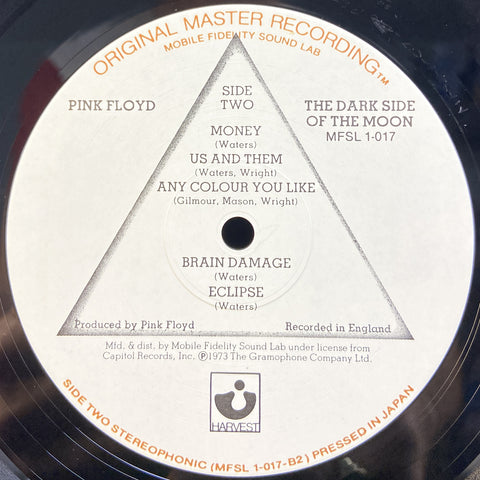 ORIGINAL MASTER RECORDING™
MOBILE FIDELITY SOUND LAB
PINK FLOYD
SIDE
TWO
THE DARK SIDE
OF THE MOON
MFSL 1-017
MONEY
(Waters)
US AND THEM
(Waters, Wright)
ANY COLOUR YOU LIKE
(Gilmour, Mason, Wright)
BRAIN DAMAGE
(Waters)
ECLIPSE
(Waters)
Produced by Pink Floyd
Recorded in England
Mfd. & dist. by Mobile Fidelity Sound Lab under license from
Capitol Records, Inc. ℗1973 The Gramophone Company Ltd.
HARVEST
SIDE TWO STEREOPHONIC (MFSL 1-017-B2) PRESSED IN JAPAN